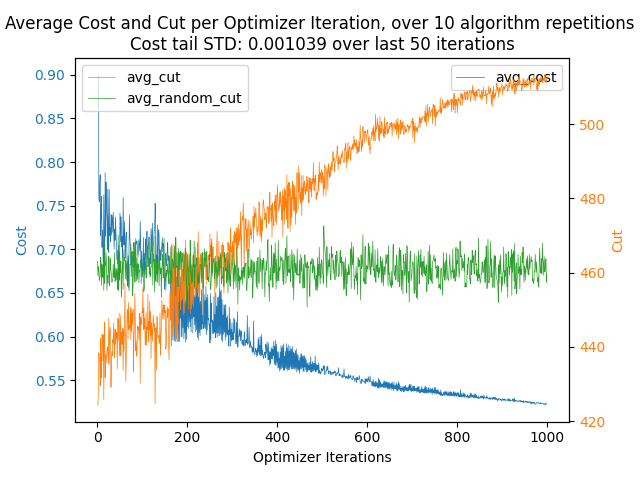 Average Cost and Cut per Optimizer Iteration, over 10 algorithm repetitions
Cost tail STD: 0.001039 over last 50 iterations
avg_cut
avg_random_cut
avg_cost
0.90
0.85
0.80
0.75
0.70
0.65
0.60
0.55
Cost
500
480
460
440
420
Cut
0 200 400 600 800 1000
Optimizer Iterations